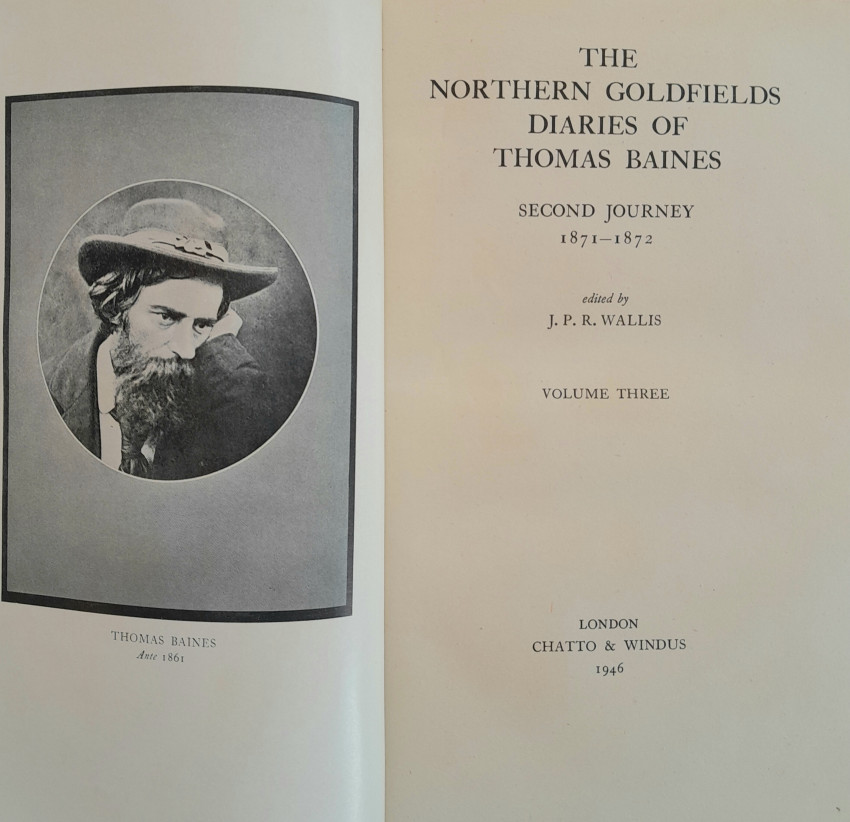 THOMAS BAINES
Ante 1861
THE
NORTHERN GOLDFIELDS
DIARIES OF
THOMAS BAINES
SECOND JOURNEY
1871–1872
edited by
J. P. R. WALLIS
VOLUME THREE
LONDON
CHATTO & WINDUS
1946